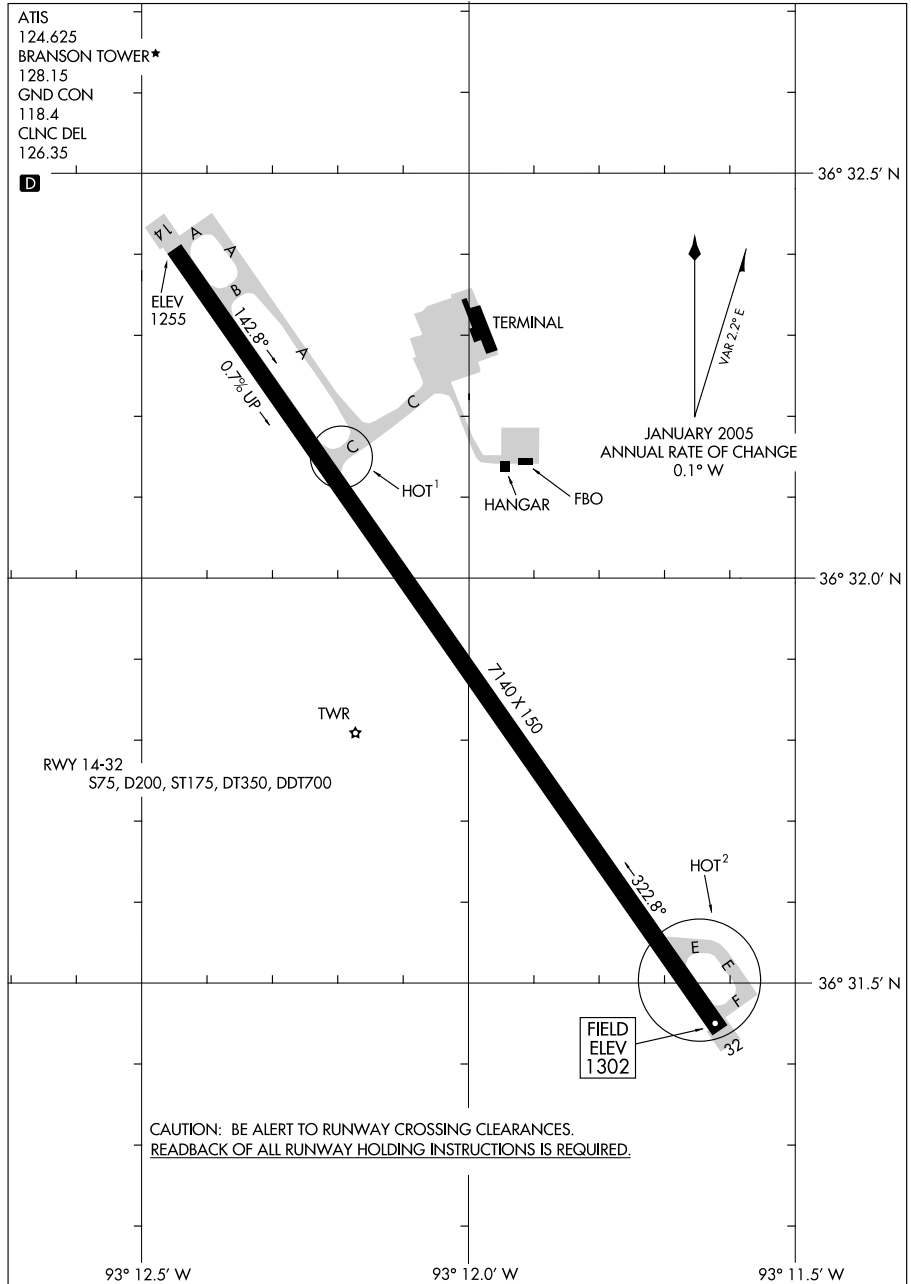 ATIS
124.625
BRANSON TOWER★
128.15
GND CON
118.4
CLNC DEL
126.35
D
36° 32.5' N
14
A
A
ELEV
1255
B
142.8°
A
0.7% UP
TERMINAL
VAR 2.2° E
C
C
JANUARY 2005
ANNUAL RATE OF CHANGE
0.1° W
HOT1
HANGAR
FBO
36° 32.0' N
7140 X 150
TWR
RWY 14-32
S75, D200, ST175, DT350, DDT700
HOT2
322.8°
E
E
F
36° 31.5' N
FIELD
ELEV
1302
32
CAUTION: BE ALERT TO RUNWAY CROSSING CLEARANCES.
READBACK OF ALL RUNWAY HOLDING INSTRUCTIONS IS REQUIRED.
93° 12.5' W
93° 12.0' W
93° 11.5' W